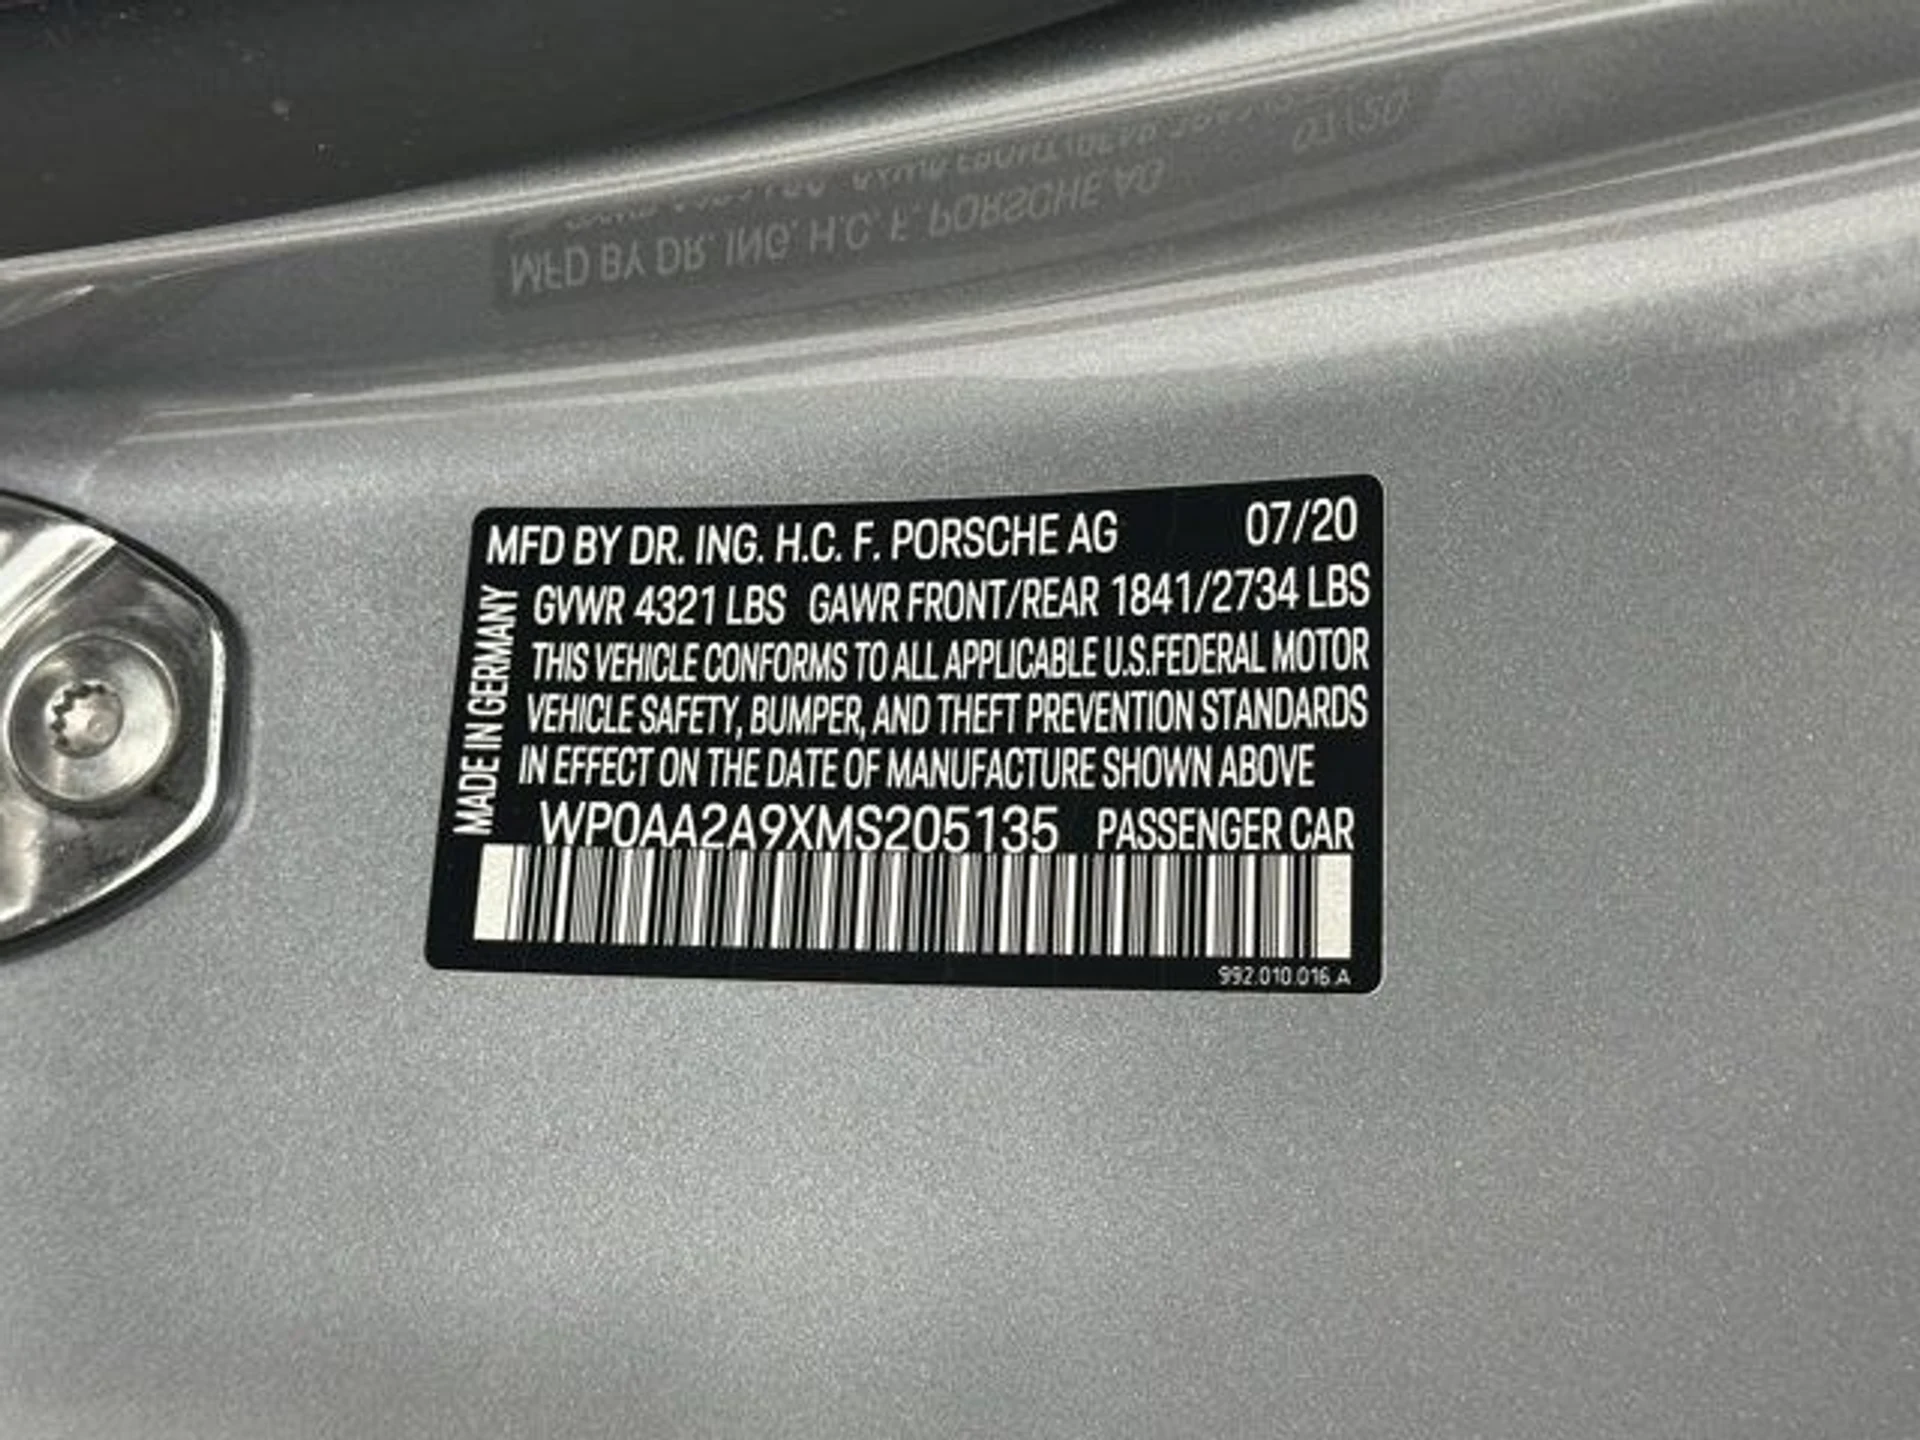 MFD BY DR. ING. H.C. F. PORSCHE AG
07/20
MFD BY DR. ING. H.C. F. PORSCHE AG 07/20
GVWR 4321 LBS GAWR FRONT/REAR 1841/2734 LBS
THIS VEHICLE CONFORMS TO ALL APPLICABLE U.S.FEDERAL MOTOR
VEHICLE SAFETY, BUMPER, AND THEFT PREVENTION STANDARDS
IN EFFECT ON THE DATE OF MANUFACTURE SHOWN ABOVE
WP0AA2A9XMS205135 PASSENGER CAR
992.010.016.A
MADE IN GERMANY